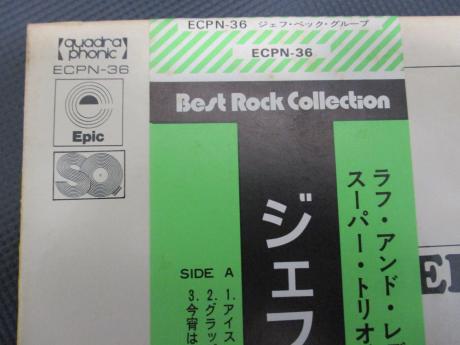 quadra
phonic
ECPN-36
Epic
SQ
ECPN-36 ジェフ・ベック・グループ
ECPN-36
Best Rock Collection
ジェフ
ラフ・アンド・レ
スーパー・トリオ
SIDE A
1.アイス
2.グラッ
3.今宵は